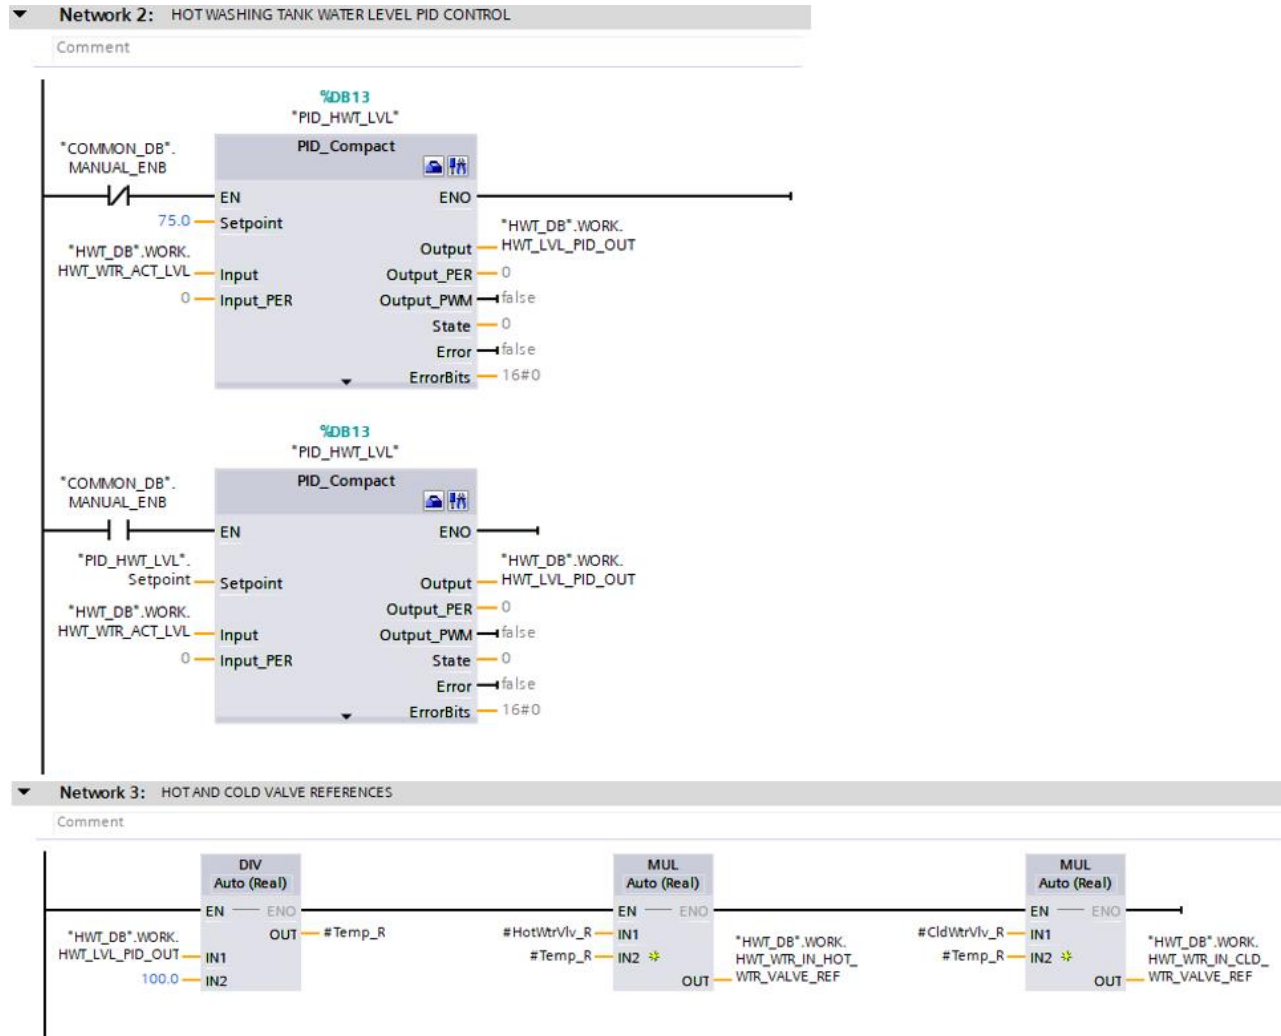 Network 2: HOT WASHING TANK WATER LEVEL PID CONTROL
Comment
%DB13
"PID_HWT_LVL"
"COMMON_DB".
MANUAL_ENB
PID_Compact
EN
ENO
75.0
Setpoint
"HWT_DB".WORK.
HWT_WTR_ACT_LVL
Input
0
Input_PER
Output
"HWT_DB".WORK.
HWT_LVL_PID_OUT
Output_PER
0
Output_PWM
false
State
0
Error
false
ErrorBits
16#0
%DB13
"PID_HWT_LVL"
"COMMON_DB".
MANUAL_ENB
PID_Compact
EN
ENO
"PID_HWT_LVL".
Setpoint
Setpoint
"HWT_DB".WORK.
HWT_WTR_ACT_LVL
Input
0
Input_PER
Output
"HWT_DB".WORK.
HWT_LVL_PID_OUT
Output_PER
0
Output_PWM
false
State
0
Error
false
ErrorBits
16#0
Network 3: HOT AND COLD VALVE REFERENCES
Comment
DIV
Auto (Real)
EN
ENO
"HWT_DB".WORK.
HWT_LVL_PID_OUT
IN1
100.0
IN2
OUT
#Temp_R
MUL
Auto (Real)
EN
ENO
#HotWtrVlv_R
IN1
#Temp_R
IN2
OUT
"HWT_DB".WORK.
HWT_WTR_IN_HOT_
WTR_VALVE_REF
MUL
Auto (Real)
EN
ENO
#CldWtrVlv_R
IN1
#Temp_R
IN2
OUT
"HWT_DB".WORK.
HWT_WTR_IN_CLD_
WTR_VALVE_REF